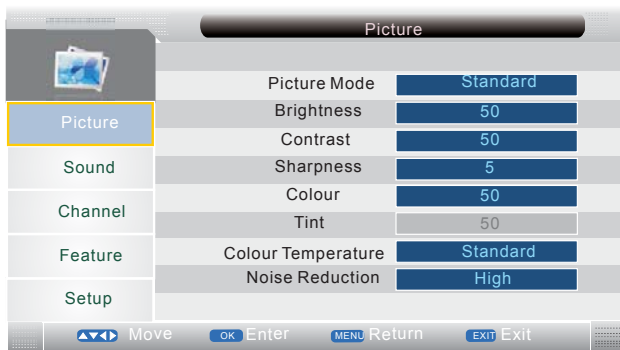 Picture
Picture Mode Standard
Picture
Brightness 50
Contrast 50
Sound
Sharpness 5
Colour 50
Channel
Tint 50
Feature
Colour Temperature Standard
Noise Reduction High
Setup
Move OK Enter MENU Return EXIT Exit